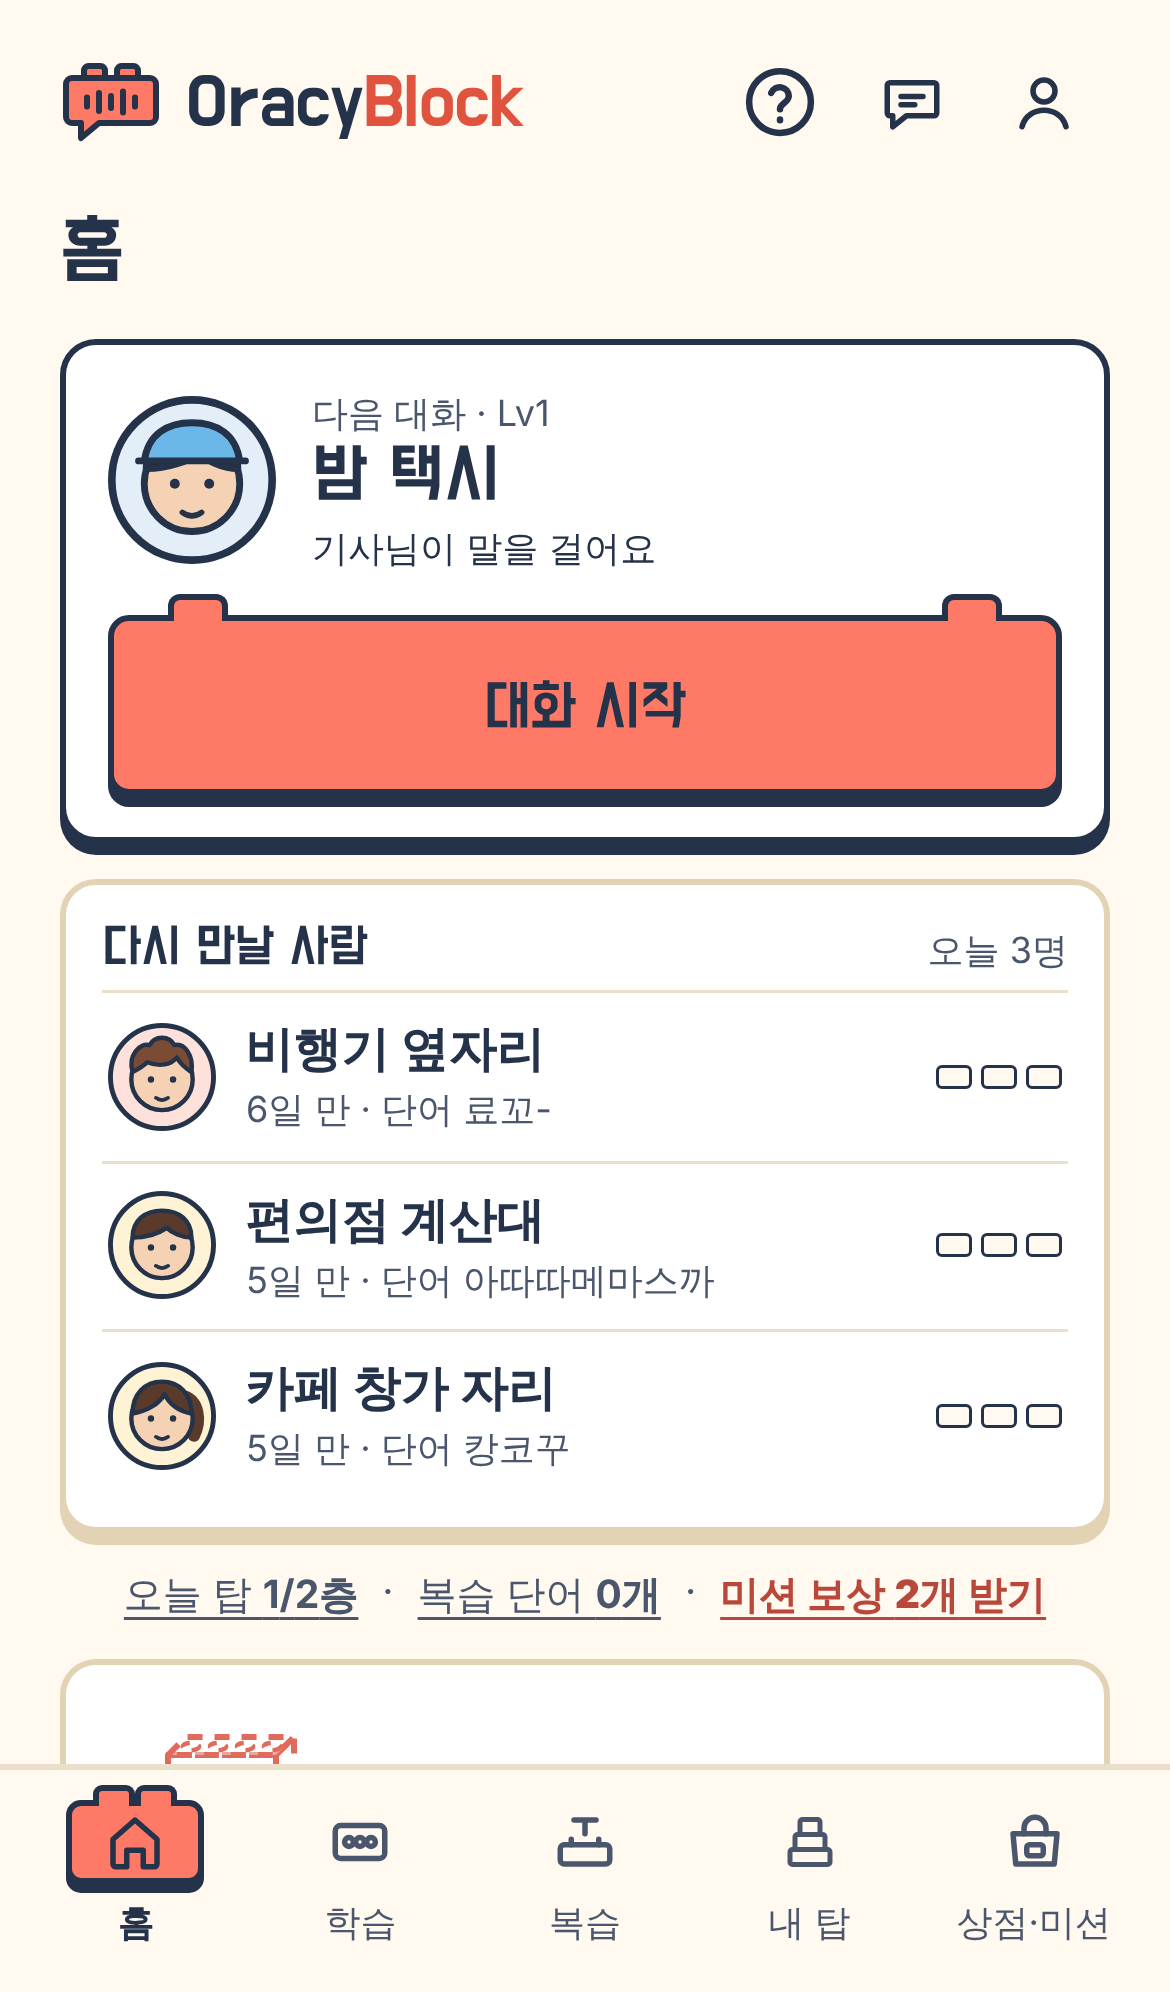 OracyBlock
홈
다음 대화 · Lv1
밤 택시
기사님이 말을 걸어요
대화 시작
다시 만날 사람
오늘 3명
비행기 옆자리
6일 만 · 단어 료꼬-
편의점 계산대
5일 만 · 단어 아따따메마스까
카페 창가 자리
5일 만 · 단어 캉코꾸
오늘 탑 1/2층 · 복습 단어 0개 · 미션 보상 2개 받기
홈
학습
복습
내 탑
상점·미션